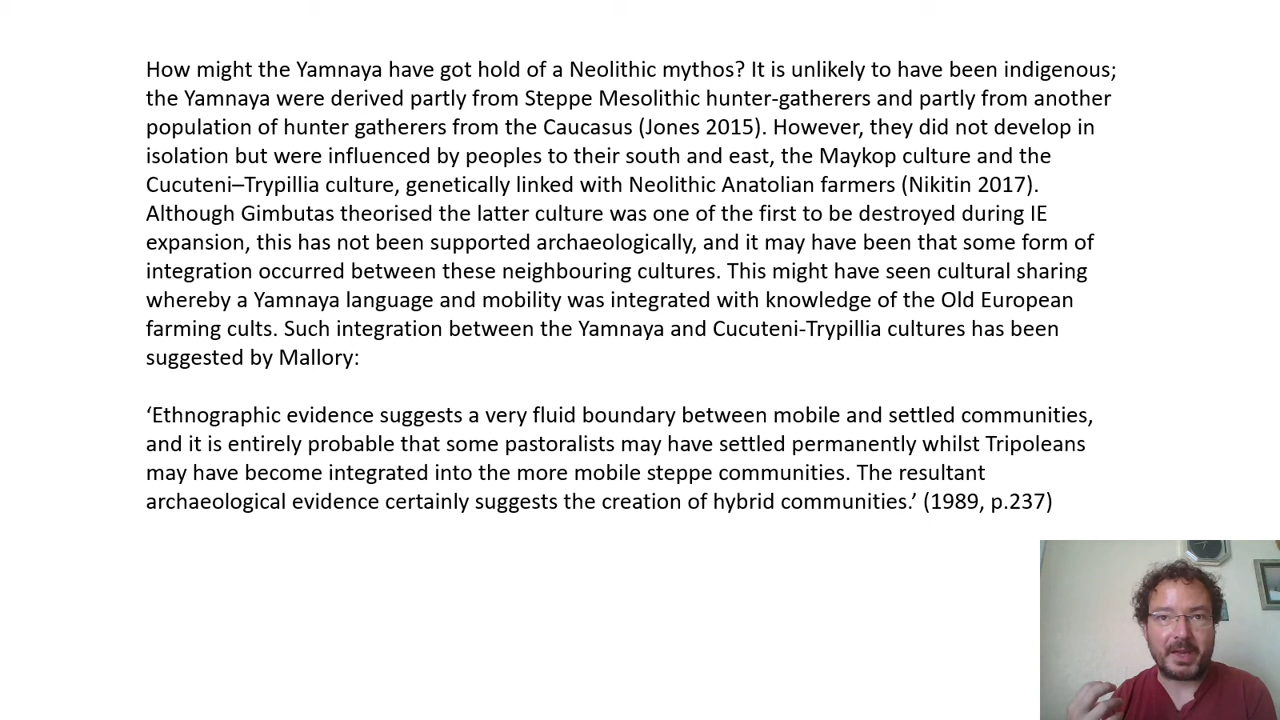 How might the Yamnaya have got hold of a Neolithic mythos? It is unlikely to have been indigenous;
the Yamnaya were derived partly from Steppe Mesolithic hunter-gatherers and partly from another
population of hunter gatherers from the Caucasus (Jones 2015). However, they did not develop in
isolation but were influenced by peoples to their south and east, the Maykop culture and the
Cucuteni–Trypillia culture, genetically linked with Neolithic Anatolian farmers (Nikitin 2017).
Although Gimbutas theorised the latter culture was one of the first to be destroyed during IE
expansion, this has not been supported archaeologically, and it may have been that some form of
integration occurred between these neighbouring cultures. This might have seen cultural sharing
whereby a Yamnaya language and mobility was integrated with knowledge of the Old European
farming cults. Such integration between the Yamnaya and Cucuteni-Trypillia cultures has been
suggested by Mallory:
‘Ethnographic evidence suggests a very fluid boundary between mobile and settled communities,
and it is entirely probable that some pastoralists may have settled permanently whilst Tripoleans
may have become integrated into the more mobile steppe communities. The resultant
archaeological evidence certainly suggests the creation of hybrid communities.’ (1989, p.237)